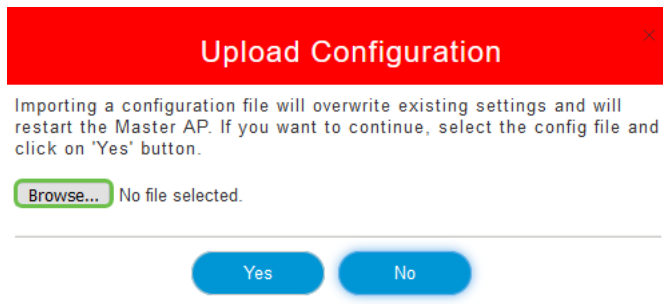 Upload Configuration
Importing a configuration file will overwrite existing settings and will
restart the Master AP. If you want to continue, select the config file and
click on 'Yes' button.
Browse... No file selected.
Yes No